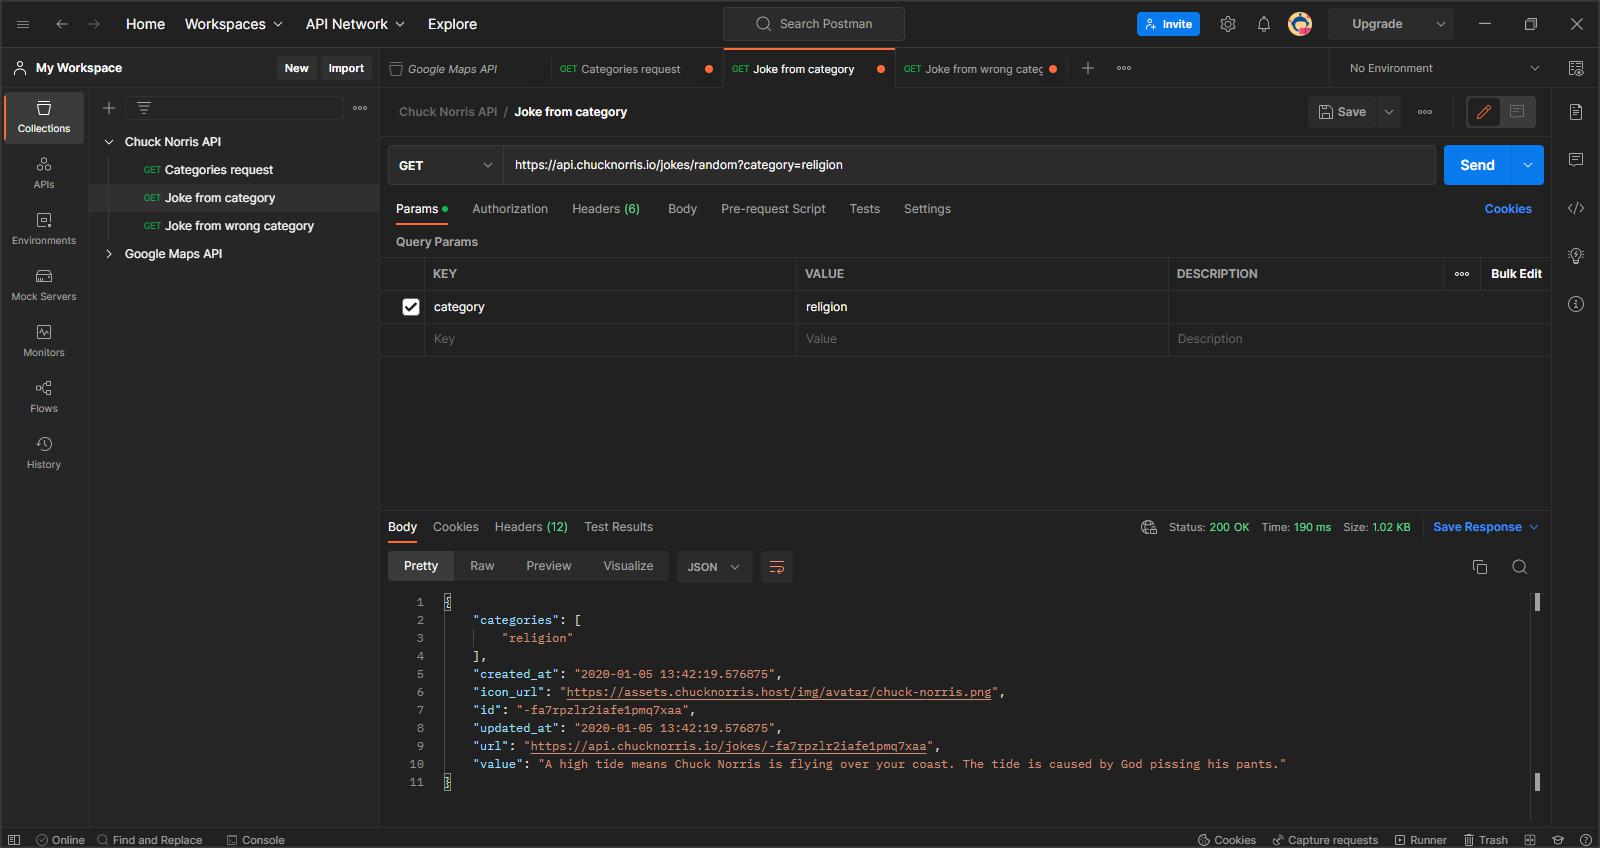 Home Workspaces API Network Explore Search Postman Invite Upgrade
My Workspace New Import Google Maps API GET Categories request GET Joke from category GET Joke from wrong categ No Environment
Collections
APIs
Environments
Mock Servers
Monitors
Flows
History
Chuck Norris API
GET Categories request
GET Joke from category
GET Joke from wrong category
Google Maps API
Chuck Norris API / Joke from category Save
GET https://api.chucknorris.io/jokes/random?category=religion Send
Params Authorization Headers (6) Body Pre-request Script Tests Settings Cookies
Query Params
KEY VALUE DESCRIPTION Bulk Edit
category religion
Key Value Description
Body Cookies Headers (12) Test Results Status: 200 OK Time: 190 ms Size: 1.02 KB Save Response
Pretty Raw Preview Visualize JSON
1 {
2 "categories": [
3 "religion"
4 ],
5 "created_at": "2020-01-05 13:42:19.576875",
6 "icon_url": "https://assets.chucknorris.host/img/avatar/chuck-norris.png",
7 "id": "-fa7rpzlr2iafe1pmq7xaa",
8 "updated_at": "2020-01-05 13:42:19.576875",
9 "url": "https://api.chucknorris.io/jokes/-fa7rpzlr2iafe1pmq7xaa",
10 "value": "A high tide means Chuck Norris is flying over your coast. The tide is caused by God pissing his pants."
11 }
Online Find and Replace Console Cookies Capture requests Runner Trash